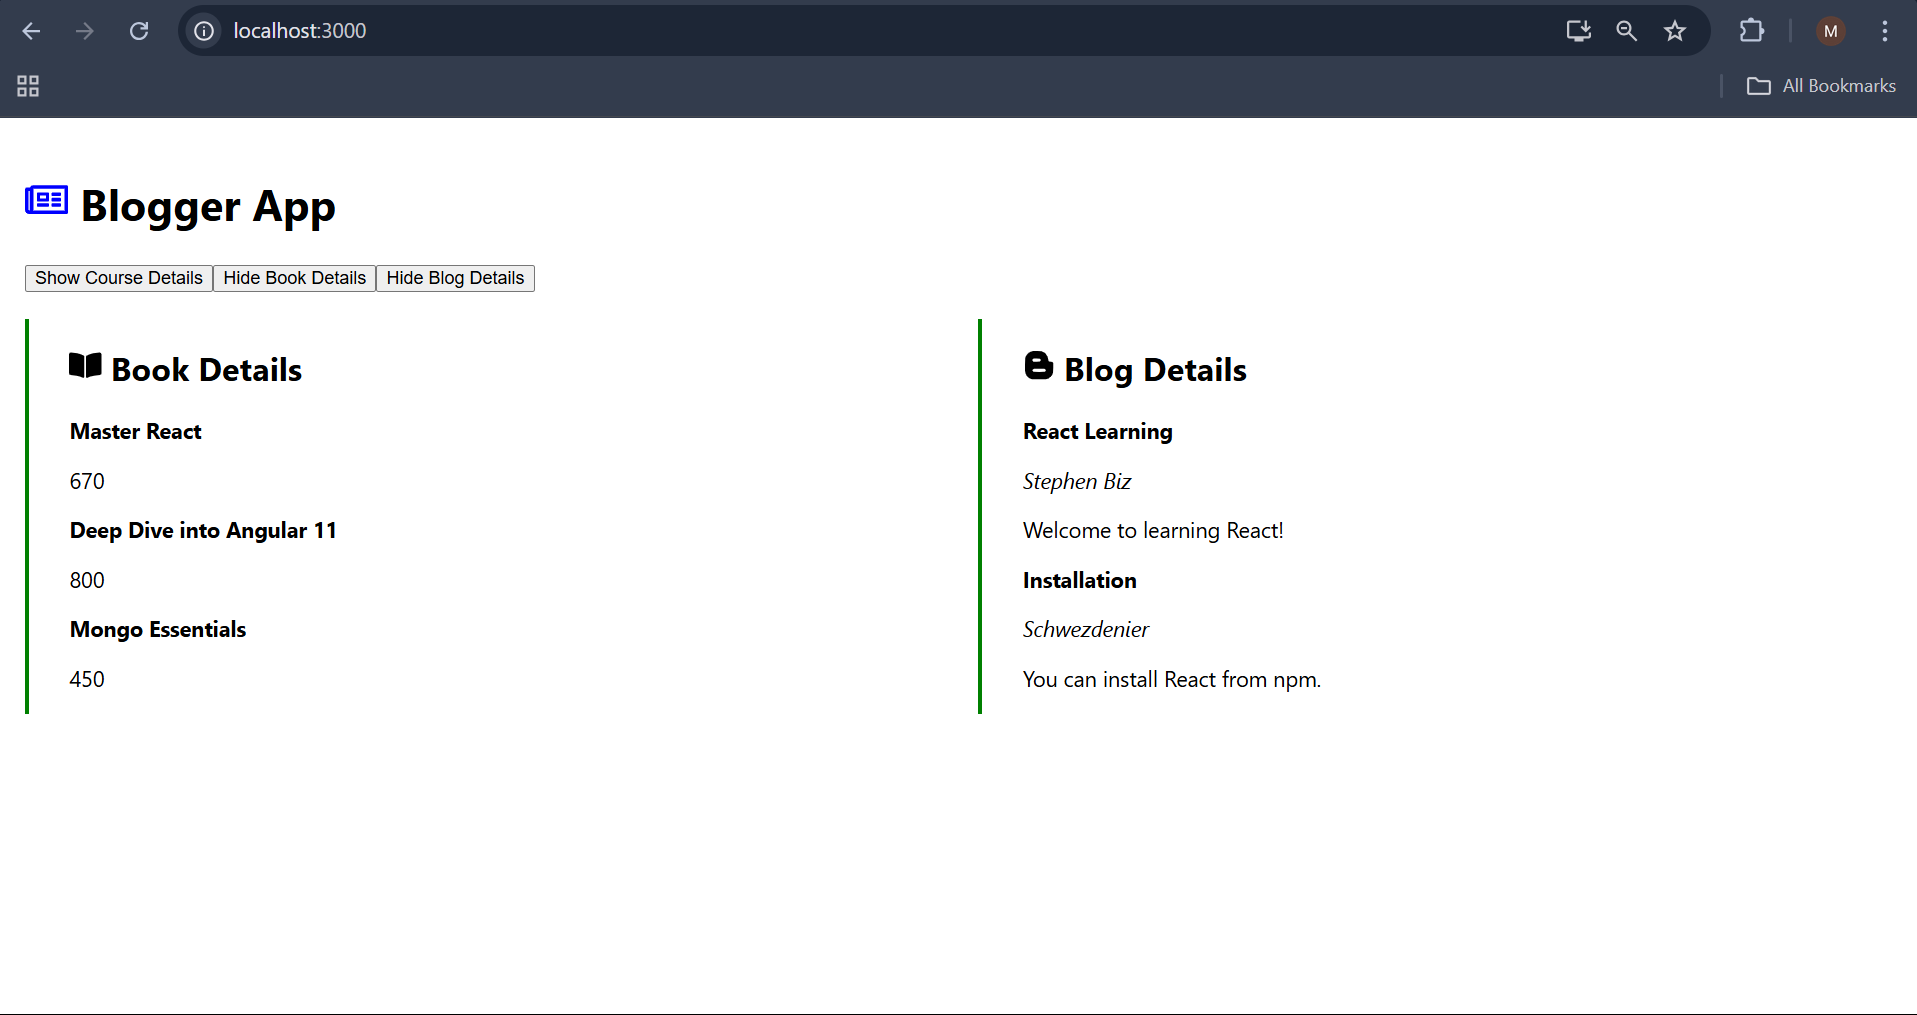 localhost:3000
M
All Bookmarks
Blogger App
Show Course Details Hide Book Details Hide Blog Details
Book Details
Master React
670
Deep Dive into Angular 11
800
Mongo Essentials
450
Blog Details
React Learning
Stephen Biz
Welcome to learning React!
Installation
Schwezdenier
You can install React from npm.